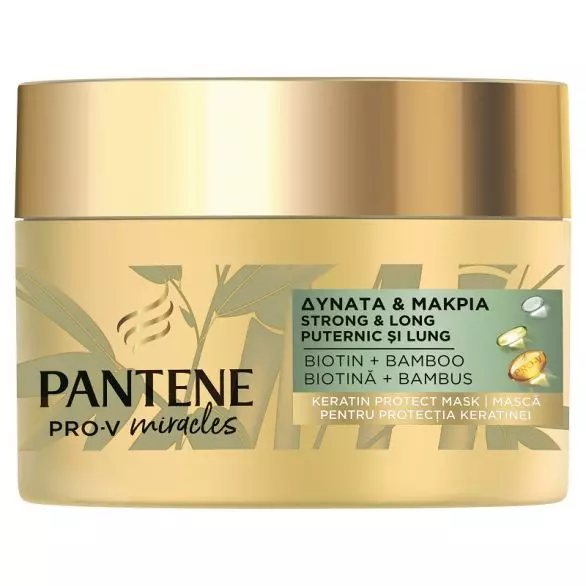 PANTENE
PRO-V miracles
ΔΥΝΑΤΑ & ΜΑΚΡΙΑ
STRONG & LONG
PUTERNIC ȘI LUNG
BIOTIN + BAMBOO
BIOTINĂ + BAMBUS
KERATIN PROTECT MASK | MASCĂ
PENTRU PROTECȚIA KERATINEI